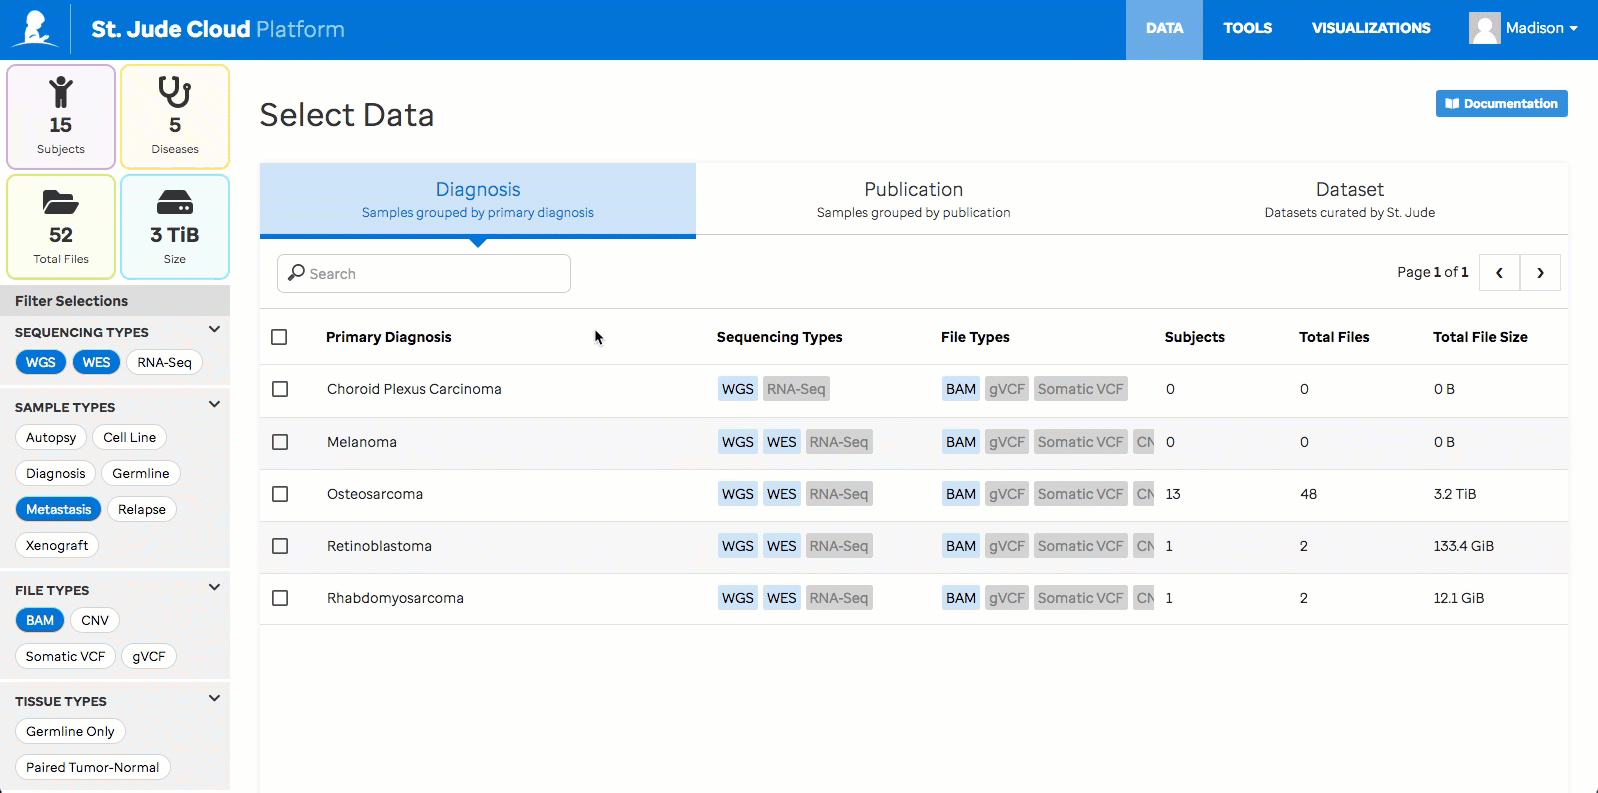 St. Jude Cloud Platform
DATA
TOOLS
VISUALIZATIONS
Madison
15
Subjects
5
Diseases
52
Total Files
3 TiB
Size
Filter Selections
SEQUENCING TYPES
WGS WES RNA-Seq
SAMPLE TYPES
Autopsy Cell Line
Diagnosis Germline
Metastasis Relapse
Xenograft
FILE TYPES
BAM CNV
Somatic VCF gVCF
TISSUE TYPES
Germline Only
Paired Tumor-Normal
Select Data
Documentation
Diagnosis
Samples grouped by primary diagnosis
Publication
Samples grouped by publication
Dataset
Datasets curated by St. Jude
Search
Page 1 of 1
Primary Diagnosis Sequencing Types File Types Subjects Total Files Total File Size
Choroid Plexus Carcinoma WGS RNA-Seq BAM gVCF Somatic VCF 0 0 0 B
Melanoma WGS WES RNA-Seq BAM gVCF Somatic VCF CN 0 0 0 B
Osteosarcoma WGS WES RNA-Seq BAM gVCF Somatic VCF CN 13 48 3.2 TiB
Retinoblastoma WGS WES RNA-Seq BAM gVCF Somatic VCF CN 1 2 133.4 GiB
Rhabdomyosarcoma WGS WES RNA-Seq BAM gVCF Somatic VCF CN 1 2 12.1 GiB